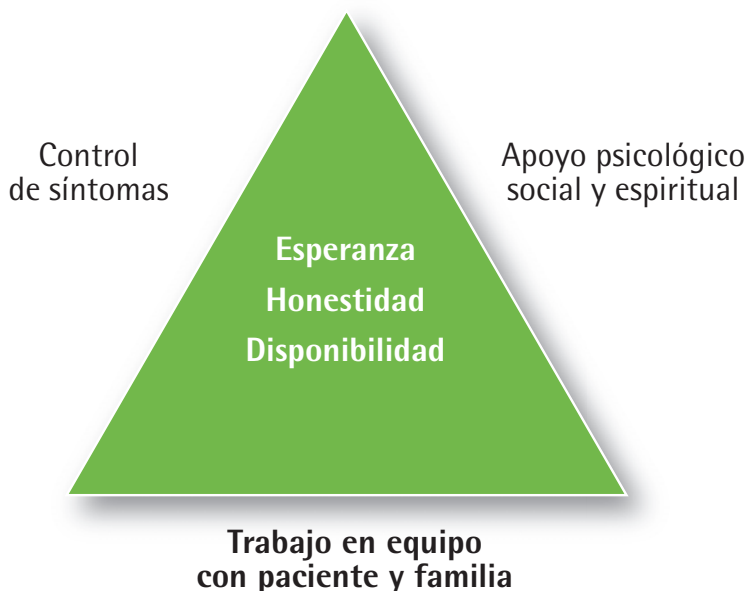 Control
de síntomas
Apoyo psicológico
social y espiritual
Esperanza
Honestidad
Disponibilidad
Trabajo en equipo
con paciente y familia